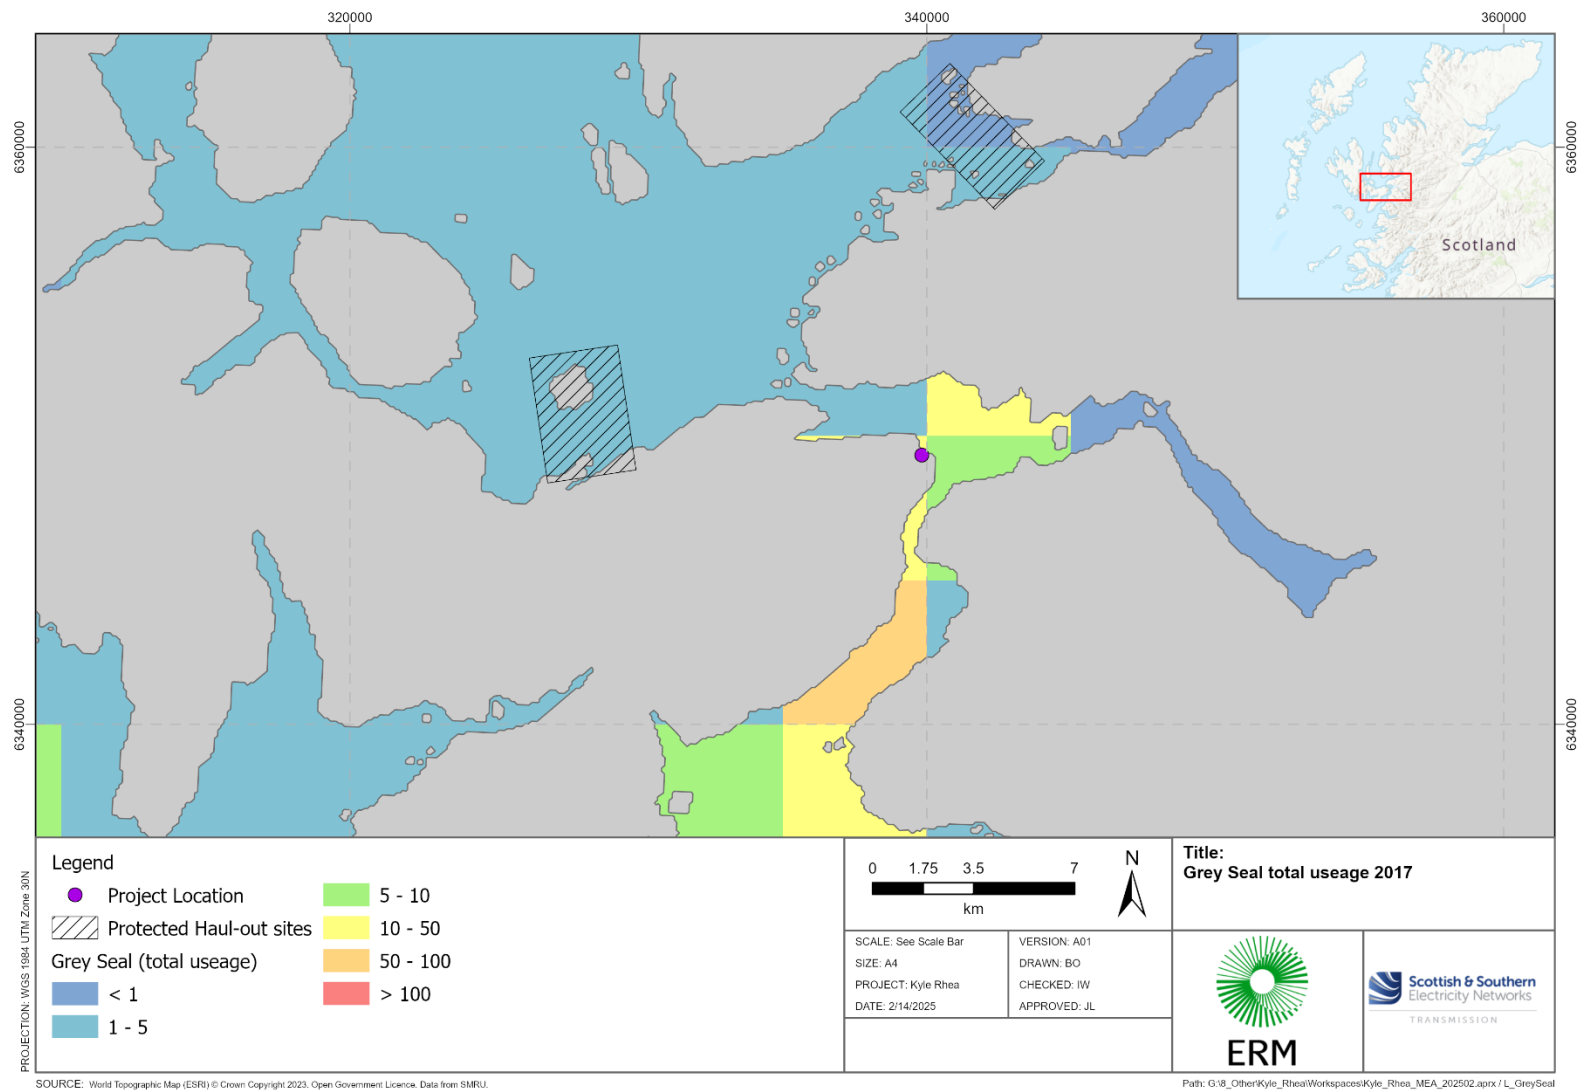 320000
340000
360000
6360000
6360000
Scotland
6340000
6340000
PROJECTION: WGS 1984 UTM Zone 30N
Legend
Project Location
Protected Haul-out sites
Grey Seal (total useage)
< 1
1 - 5
5 - 10
10 - 50
50 - 100
> 100
0 1.75 3.5 7
km
N
SCALE: See Scale Bar
SIZE: A4
PROJECT: Kyle Rhea
DATE: 2/14/2025
VERSION: A01
DRAWN: BO
CHECKED: IW
APPROVED: JL
Title:
Grey Seal total useage 2017
ERM
Scottish & Southern
Electricity Networks
TRANSMISSION
SOURCE: World Topographic Map (ESRI) © Crown Copyright 2023. Open Government Licence. Data from SMRU.
Path: G:\8_Other\Kyle_Rhea\Workspaces\Kyle_Rhea_MEA_202502.aprx / L_GreySeal